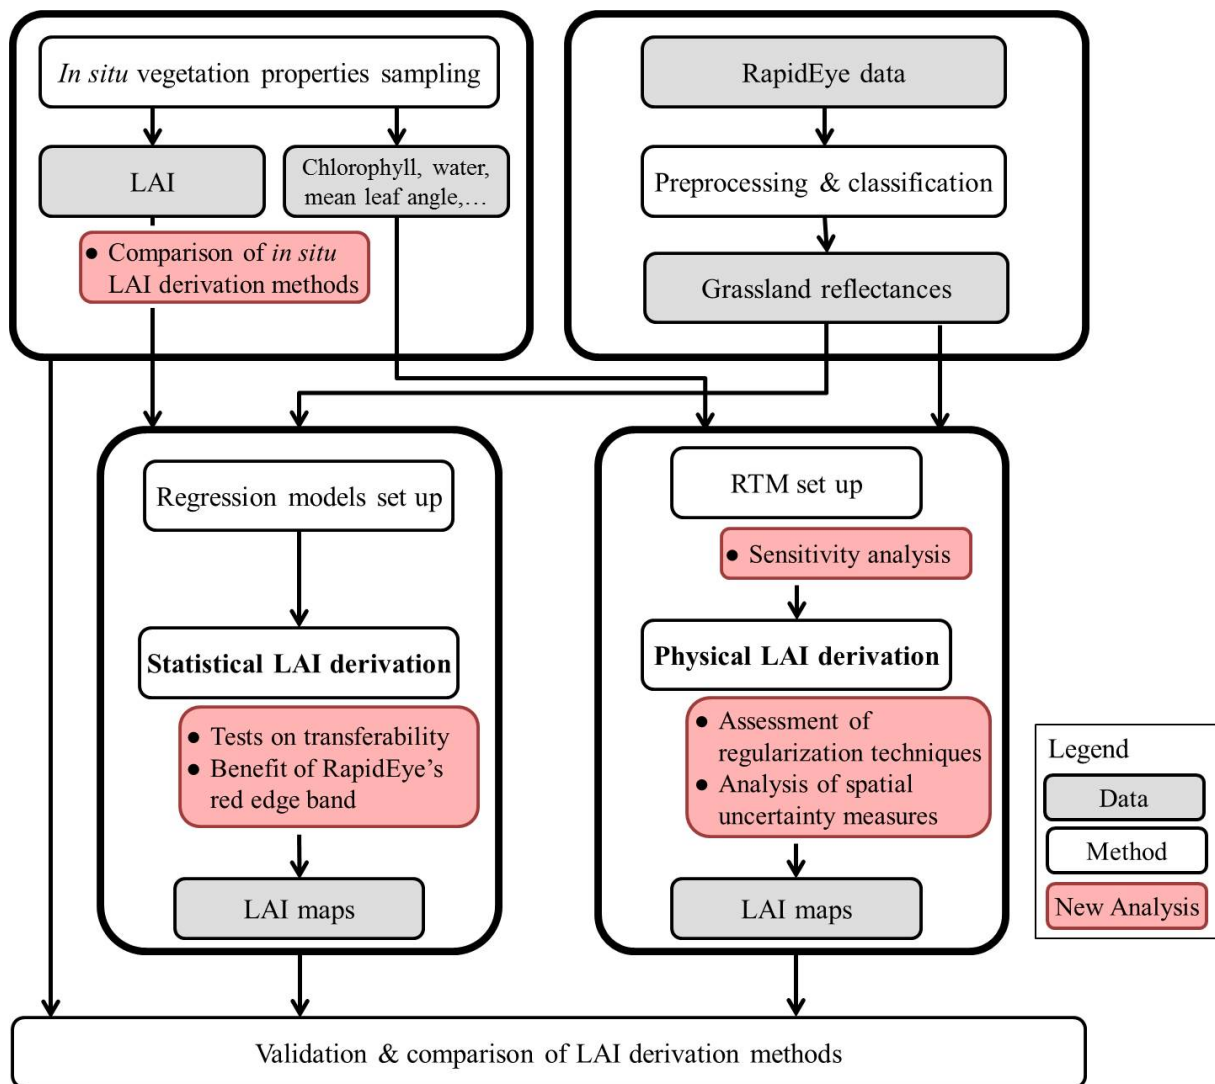 In situ vegetation properties sampling
LAI
Chlorophyll, water,
mean leaf angle,…
● Comparison of in situ
LAI derivation methods
RapidEye data
Preprocessing & classification
Grassland reflectances
Regression models set up
Statistical LAI derivation
● Tests on transferability
● Benefit of RapidEye’s
red edge band
LAI maps
RTM set up
● Sensitivity analysis
Physical LAI derivation
● Assessment of
regularization techniques
● Analysis of spatial
uncertainty measures
LAI maps
Legend
Data
Method
New Analysis
Validation & comparison of LAI derivation methods